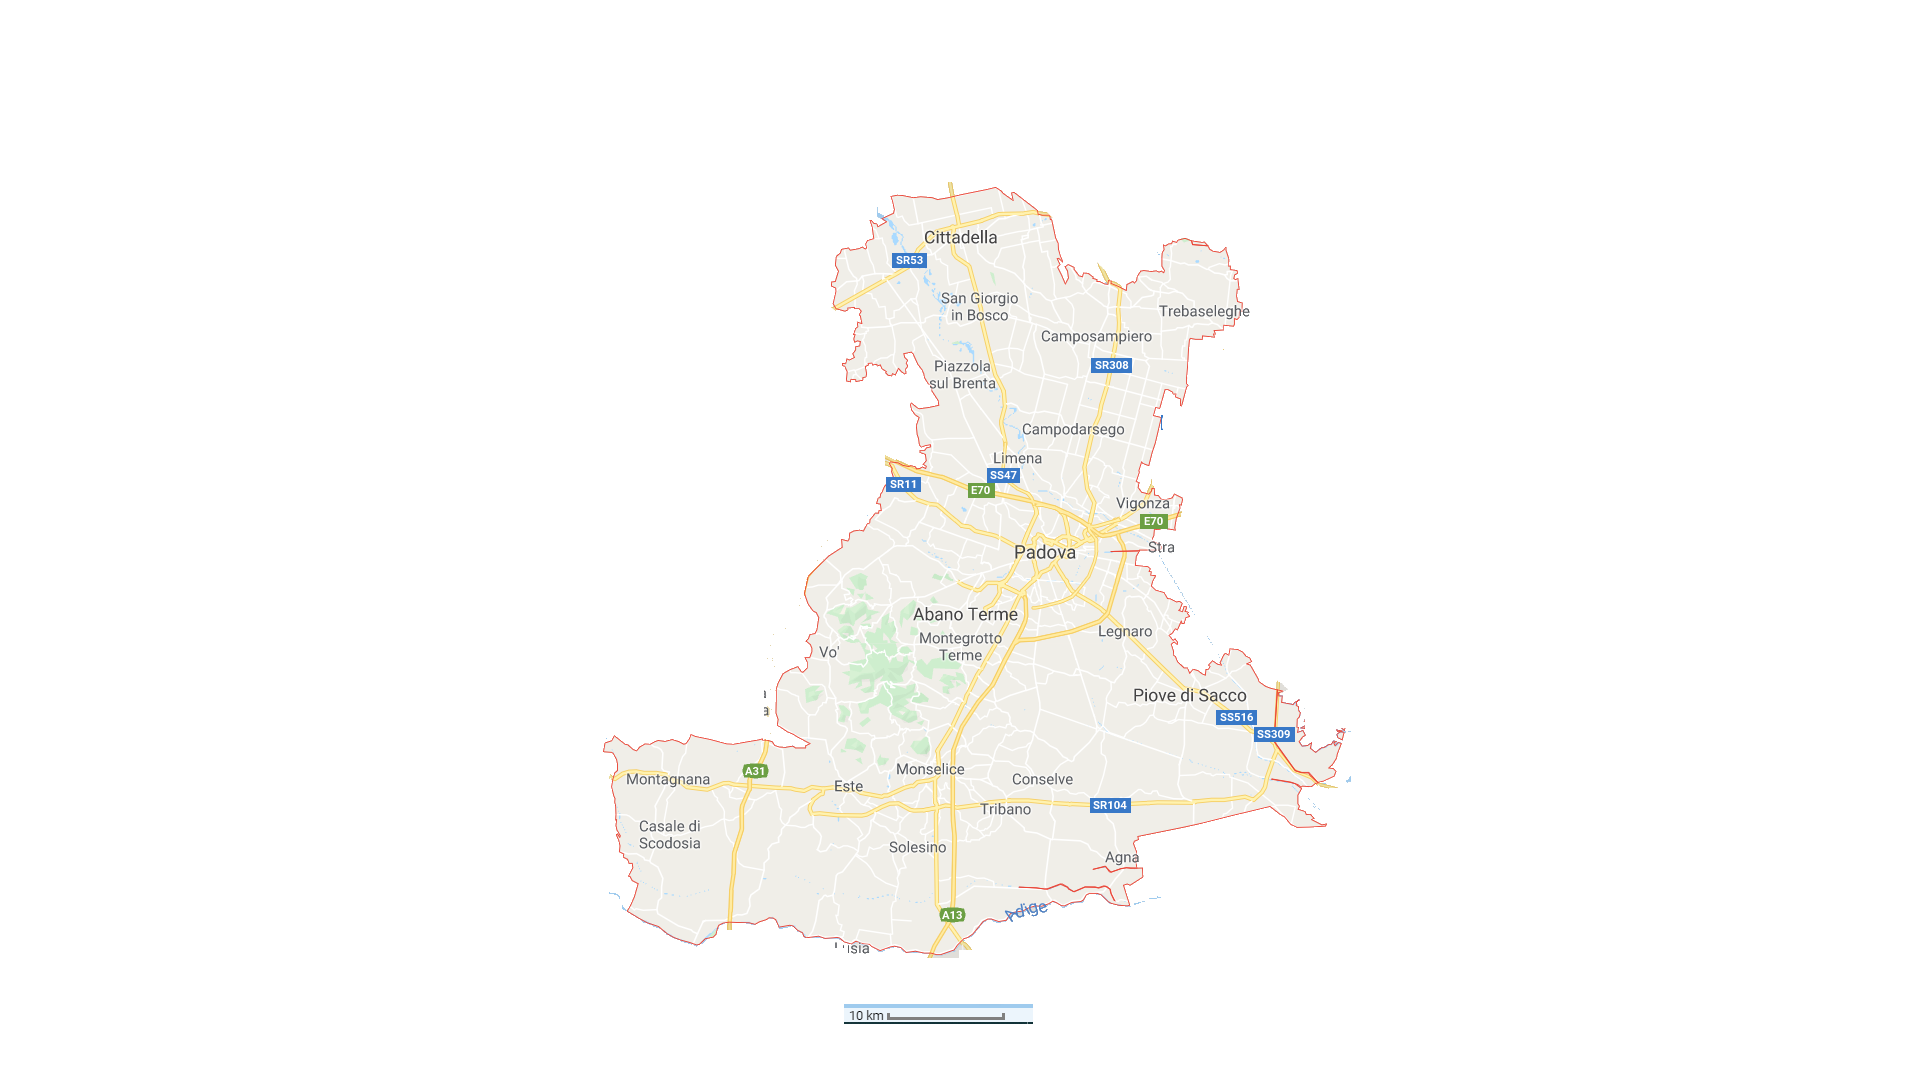 Cittadella
SR53
San Giorgio
in Bosco
Trebaseleghe
Camposampiero
Piazzola
sul Brenta
SR308
Campodarsego
Limena
SS47
SR11
E70
Vigonza
E70
Stra
Padova
Abano Terme
Montegrotto
Terme
Legnaro
Vo'
Piove di Sacco
SS516
SS309
Monselice
A31
Montagnana
Este
Conselve
Tribano
SR104
Casale di
Scodosia
Solesino
Agna
Adige
A13
10 km